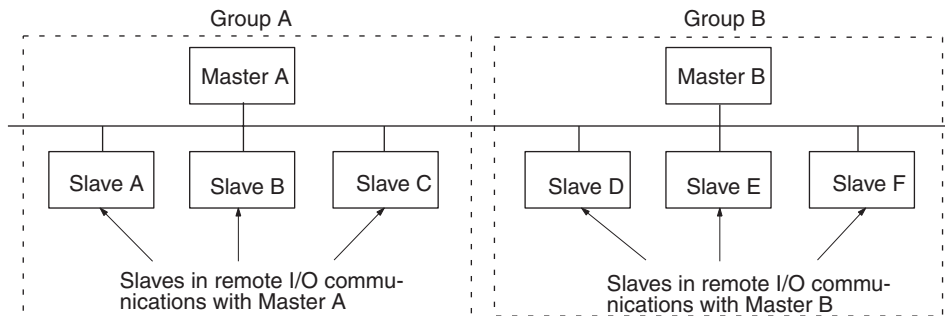 Group A
Group B
Master A
Master B
Slave A
Slave B
Slave C
Slave D
Slave E
Slave F
Slaves in remote I/O commu-
nications with Master A
Slaves in remote I/O commu-
nications with Master B